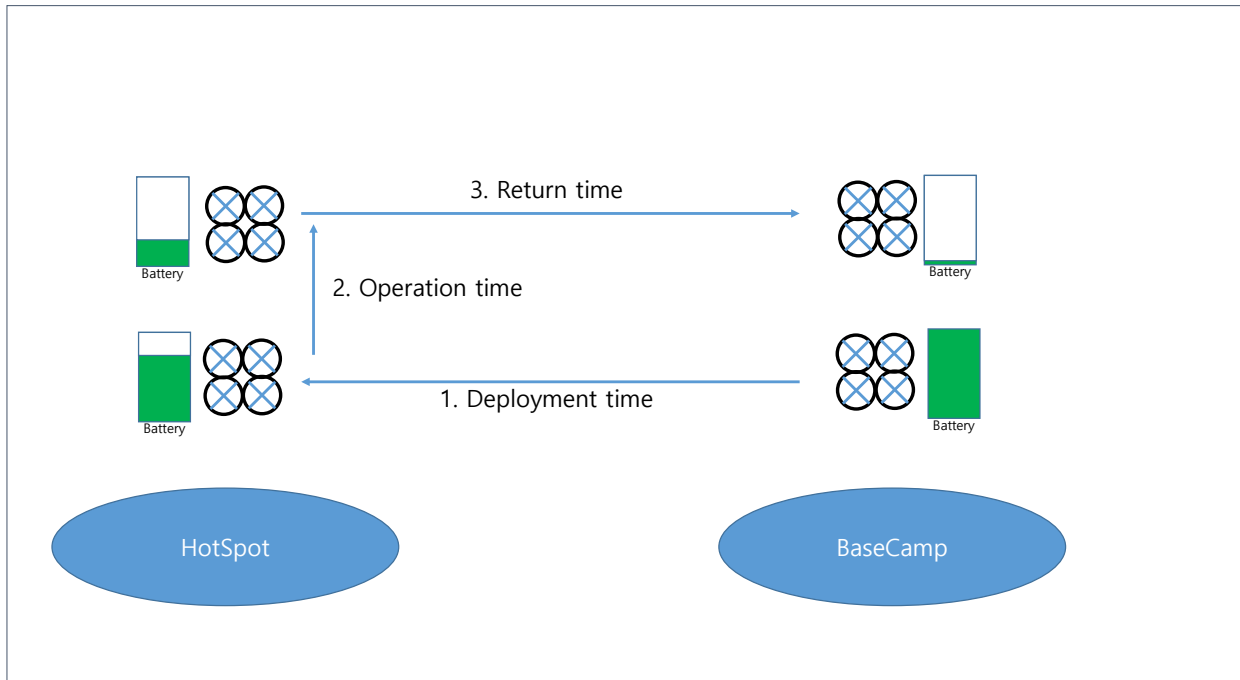 3. Return time
Battery
Battery
2. Operation time
1. Deployment time
Battery
Battery
HotSpot
BaseCamp